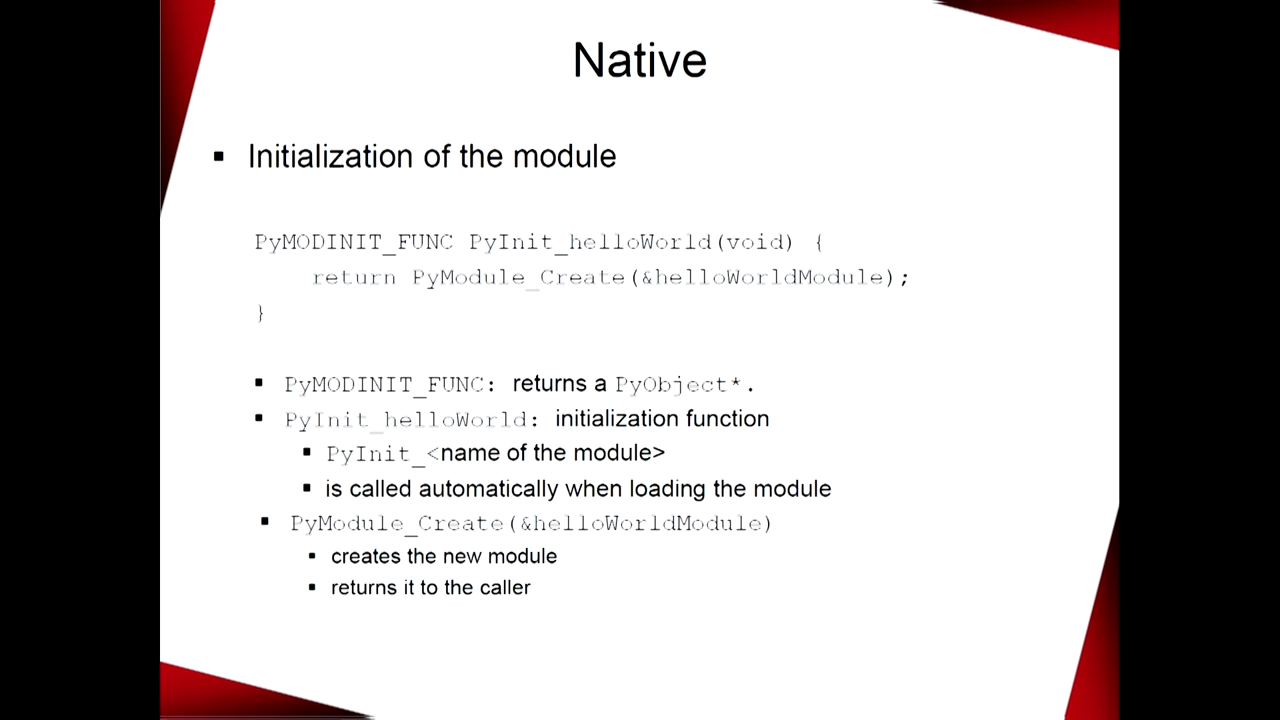 Native
▪ Initialization of the module
PyMODINIT_FUNC PyInit_helloWorld(void) {
return PyModule_Create(&helloWorldModule);
}
▪ PyMODINIT_FUNC: returns a PyObject*.
▪ PyInit_helloWorld: initialization function
▪ PyInit_<name of the module>
▪ is called automatically when loading the module
▪ PyModule_Create(&helloWorldModule)
▪ creates the new module
▪ returns it to the caller